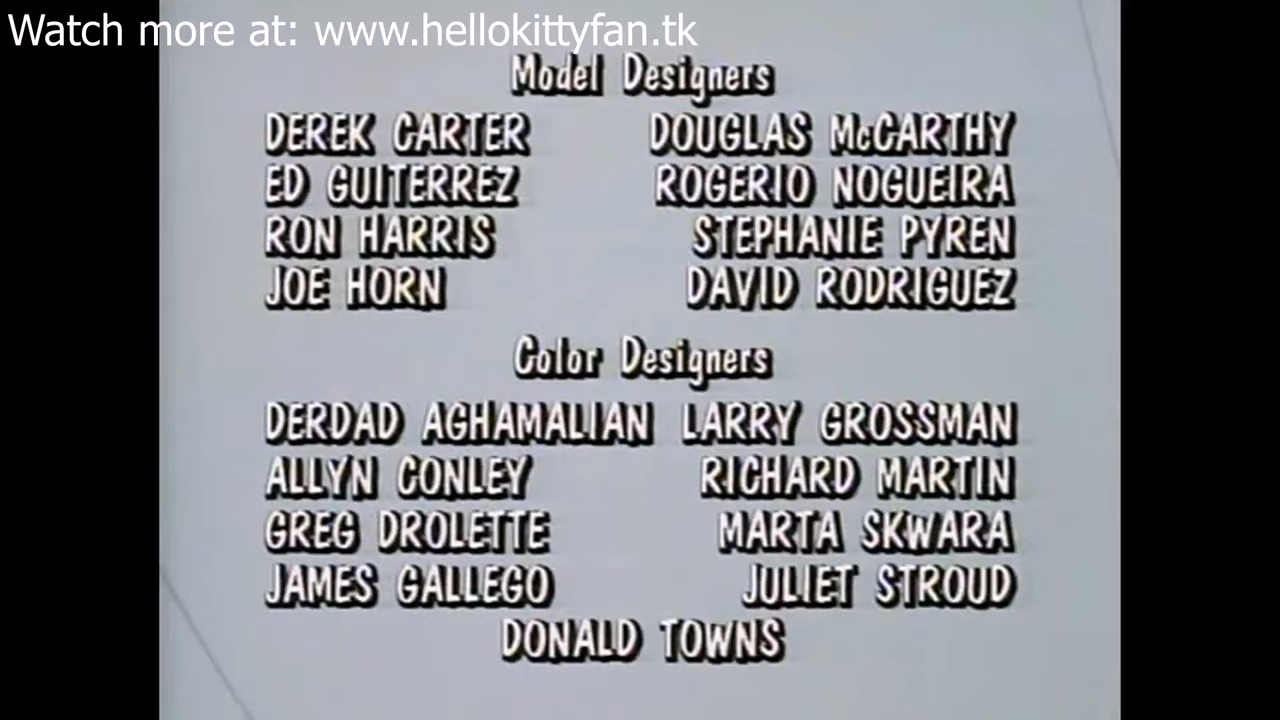 Watch more at: www.hellokittyfan.tk
Model Designers
DEREK CARTER DOUGLAS McCARTHY
ED GUITERREZ ROGERIO NOGUEIRA
RON HARRIS STEPHANIE PYREN
JOE HORN DAVID RODRIGUEZ
Color Designers
DERDAD AGHAMALIAN LARRY GROSSMAN
ALLYN CONLEY RICHARD MARTIN
GREG DROLETTE MARTA SKWARA
JAMES GALLEGO JULIET STROUD
DONALD TOWNS